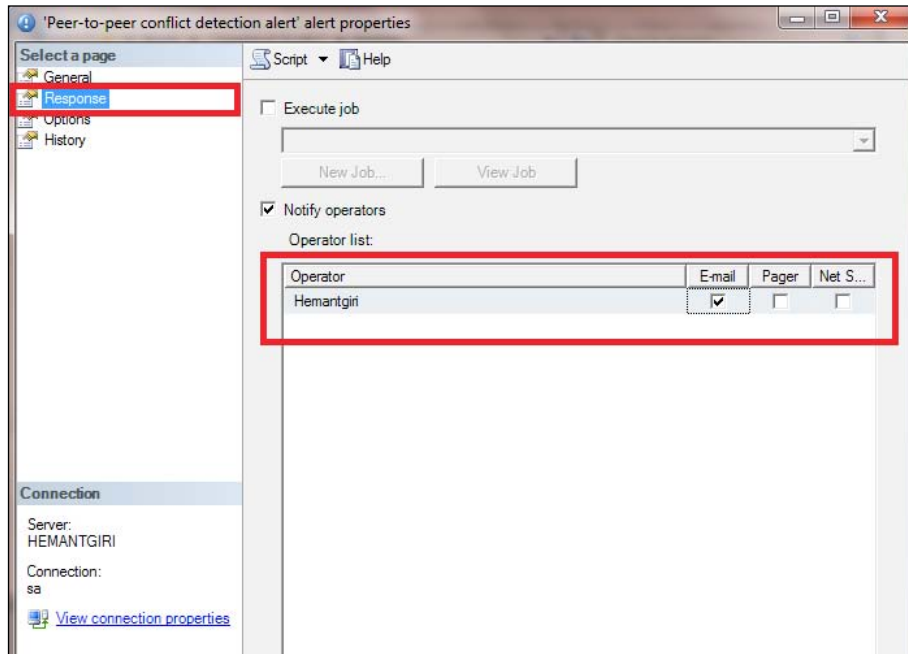 'Peer-to-peer conflict detection alert' alert properties
Select a page
General
Response
Options
History
Script
Help
Execute job
New Job...
View Job
Notify operators
Operator list:
Operator E-mail Pager Net S...
Hemantgiri
Connection
Server:
HEMANTGIRI
Connection:
sa
View connection properties